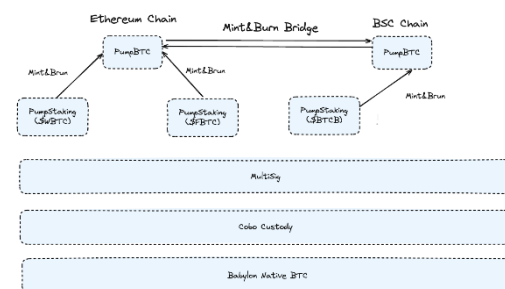 Ethereum Chain
Mint&Burn Bridge
BSC Chain
PumpBTC
PumpBTC
Mint&Brun
Mint&Brun
Mint&Brun
PumpStaking
($WBTC)
PumpStaking
($FBTC)
PumpStaking
($BTCB)
MultiSig
Cobo Custody
Babylon Native BTC